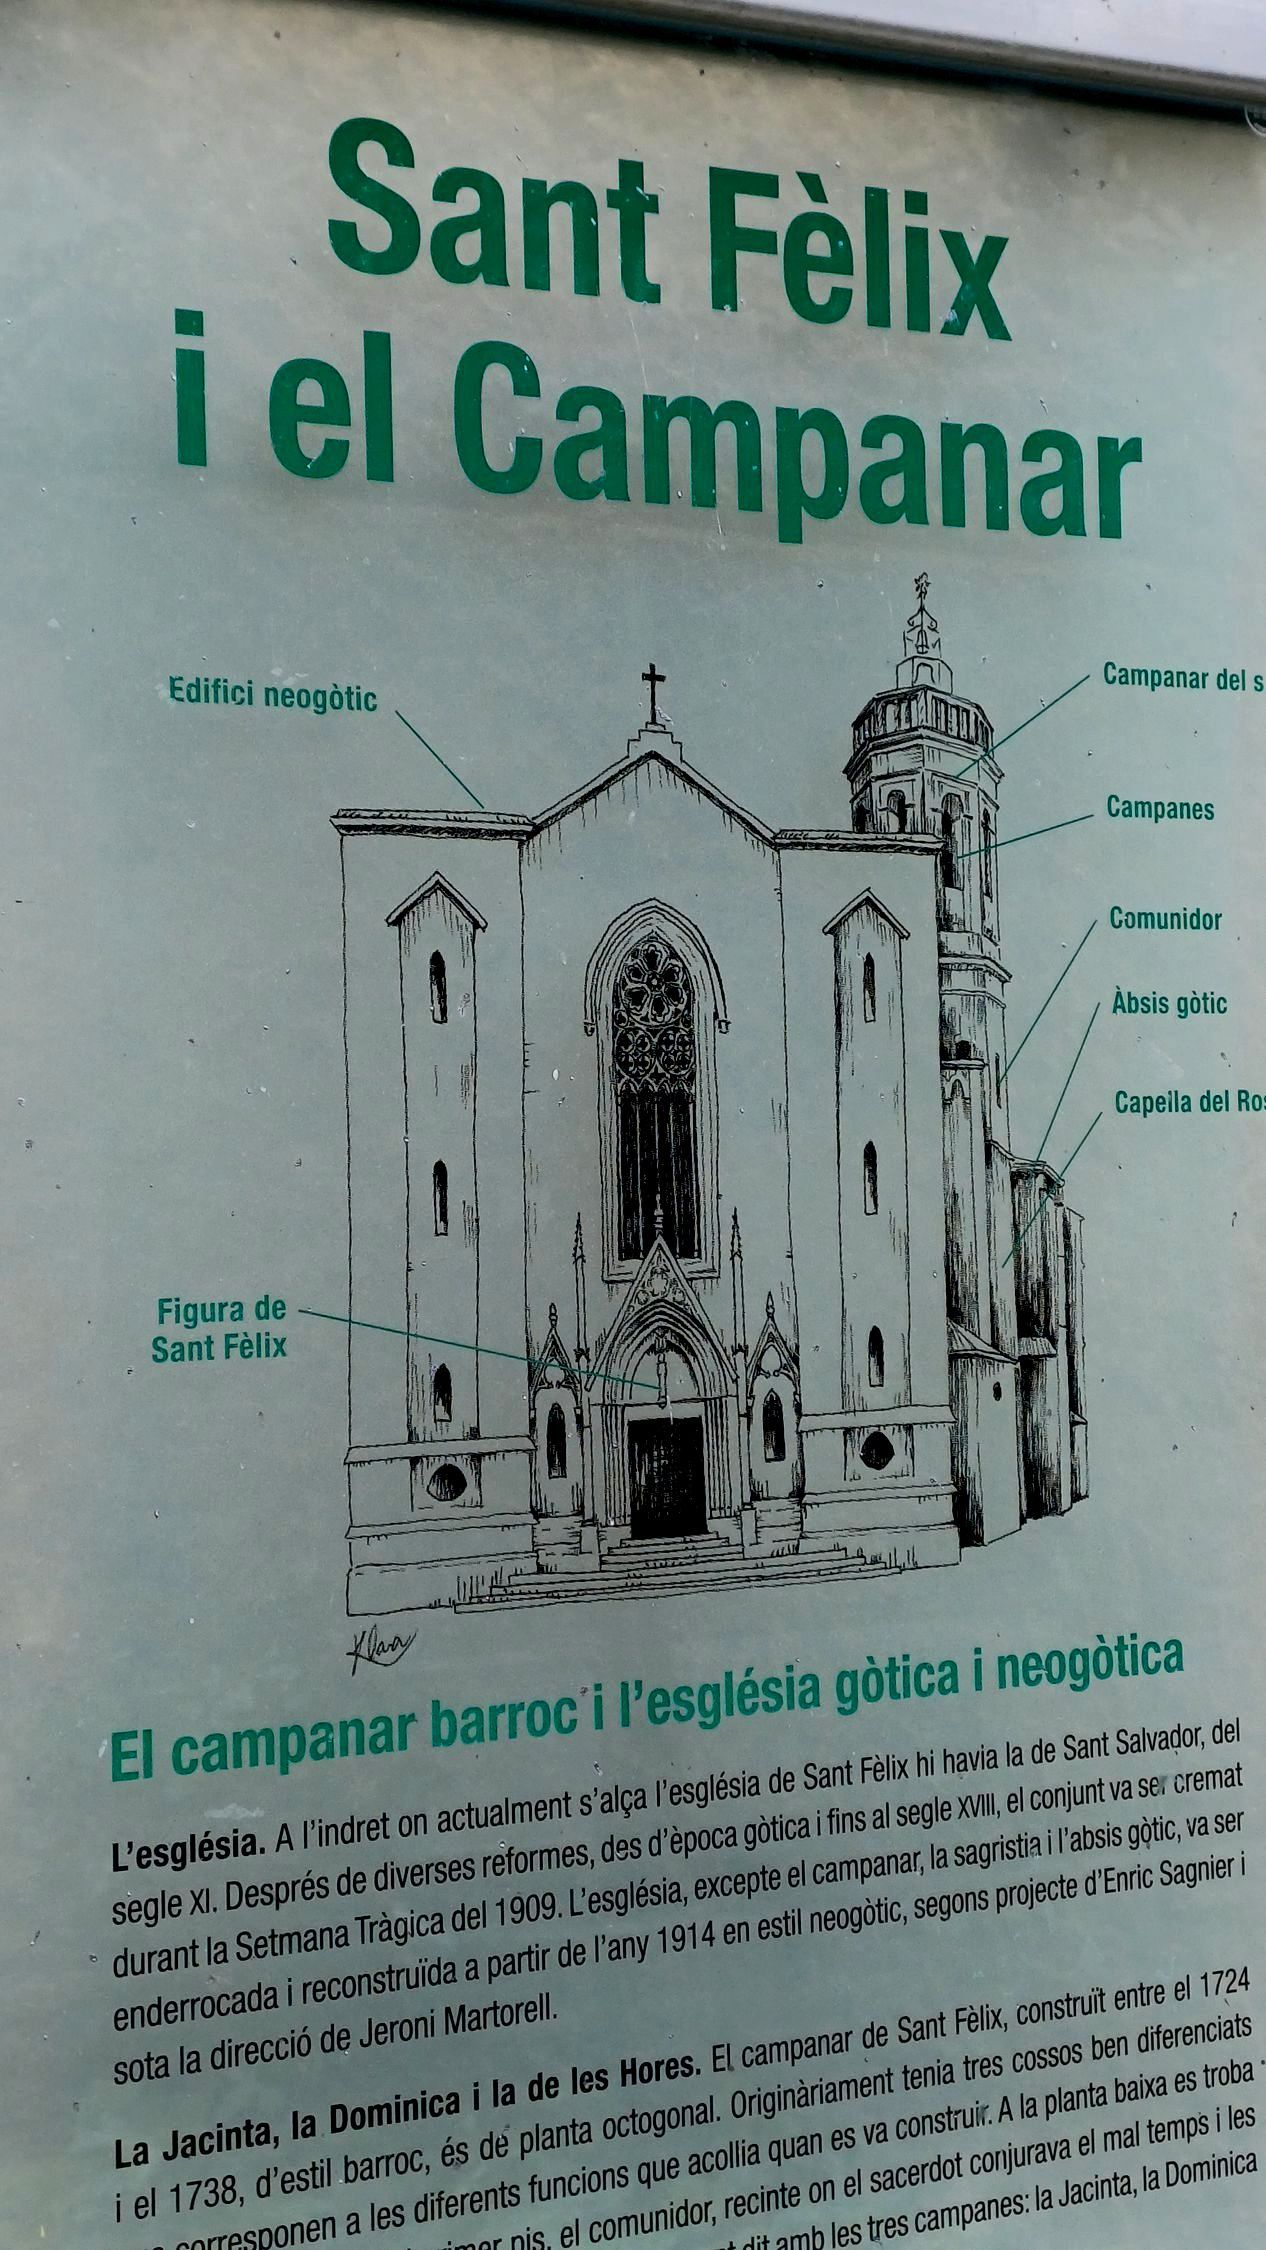 Sant Fèlix
i el Campanar
Edifici neogòtic
Campanar del s
Campanes
Comunidor
Àbsis gòtic
Capella del Ros
Figura de
Sant Fèlix
El campanar barroc i l'església gòtica i neogòtica
L'església. A l'indret on actualment s'alça l'església de Sant Fèlix hi havia la de Sant Salvador, del
segle XI. Després de diverses reformes, des d'època gòtica i fins al segle XVIII, el conjunt va ser cremat
durant la Setmana Tràgica del 1909. L'església, excepte el campanar, la sagristia i l'absis gòtic, va ser
enderrocada i reconstruïda a partir de l'any 1914 en estil neogòtic, segons projecte d'Enric Sagnier i
sota la direcció de Jeroni Martorell.
La Jacinta, la Dominica i la de les Hores. El campanar de Sant Fèlix, construït entre el 1724
i el 1738, d'estil barroc, és de planta octogonal. Originàriament tenia tres cossos ben diferenciats
corresponen a les diferents funcions que acollia quan es va construir. A la planta baixa es troba
pis, el comunidor, recinte on el sacerdot conjurava el mal temps i les
dit amb les tres campanes: la Jacinta, la Dominica